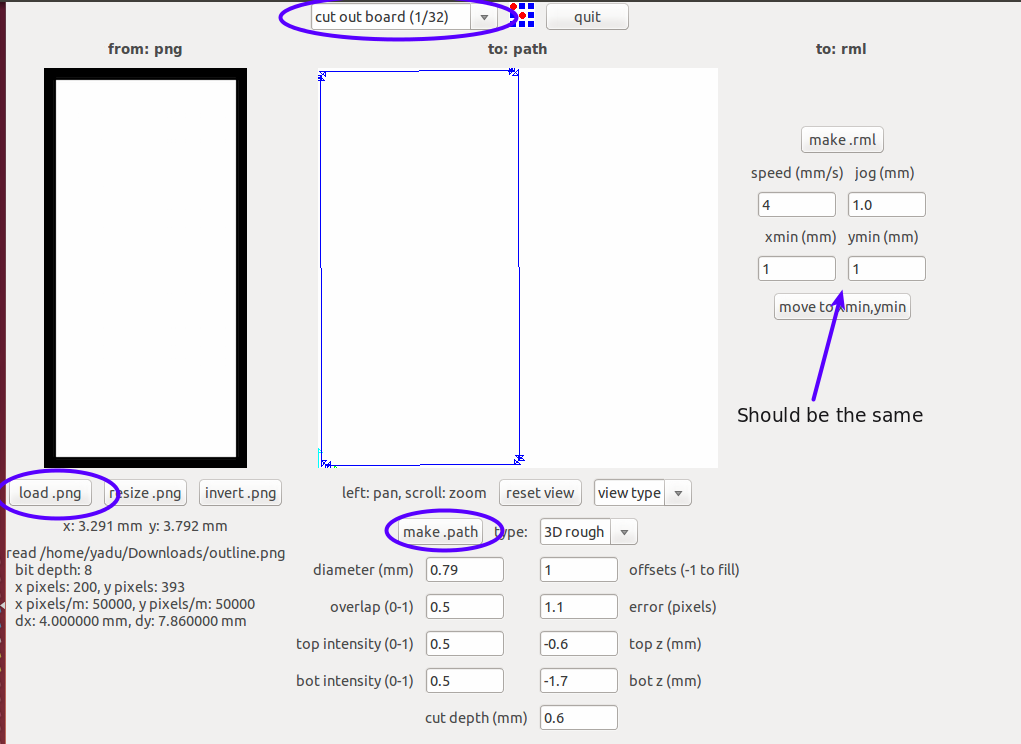 cut out board (1/32)
quit
from: png
to: path
to: rml
make .rml
speed (mm/s) jog (mm)
4 1.0
xmin (mm) ymin (mm)
1 1
move to xmin,ymin
Should be the same
load .png resize .png invert .png
x: 3.291 mm y: 3.792 mm
read /home/yadu/Downloads/outline.png
bit depth: 8
x pixels: 200, y pixels: 393
x pixels/m: 50000, y pixels/m: 50000
dx: 4.000000 mm, dy: 7.860000 mm
left: pan, scroll: zoom reset view view type
make .path type: 3D rough
diameter (mm) 0.79 1 offsets (-1 to fill)
overlap (0-1) 0.5 1.1 error (pixels)
top intensity (0-1) 0.5 -0.6 top z (mm)
bot intensity (0-1) 0.5 -1.7 bot z (mm)
cut depth (mm) 0.6